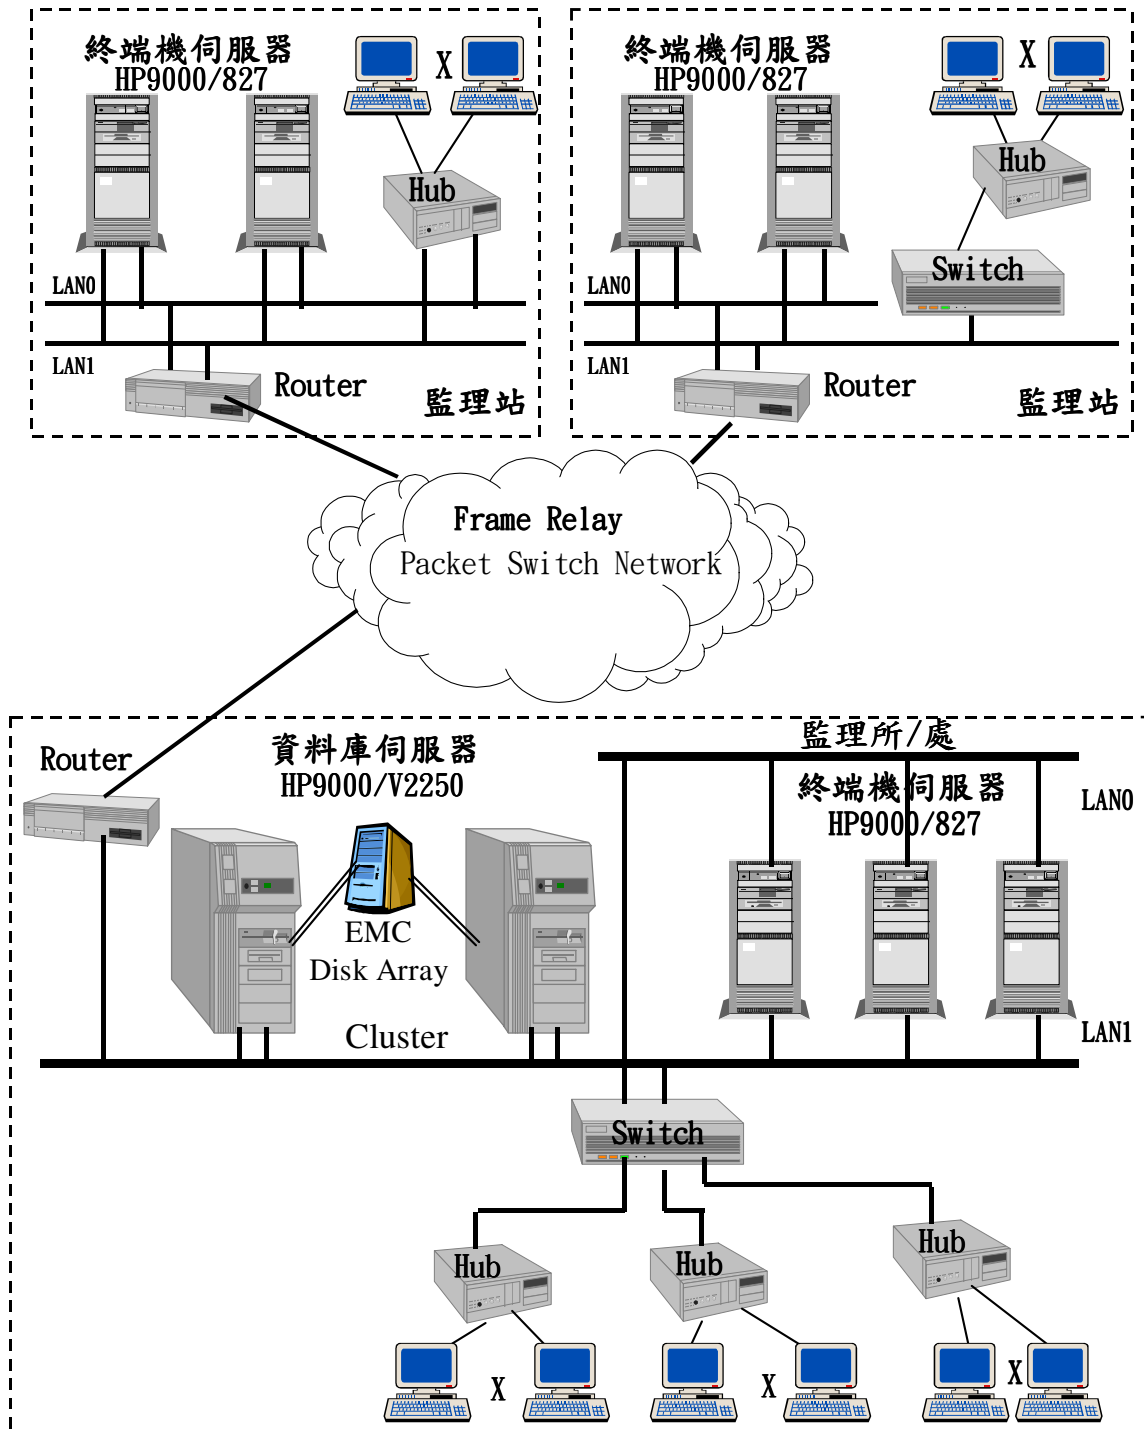 終端機伺服器
HP9000/827
X
Hub
LAN0
LAN1
Router
監理站
終端機伺服器
HP9000/827
X
Hub
Switch
LAN0
LAN1
Router
監理站
Frame Relay
Packet Switch Network
Router
資料庫伺服器
HP9000/V2250
監理所/處
終端機伺服器
HP9000/827
LAN0
EMC
Disk Array
Cluster
LAN1
Switch
Hub
Hub
Hub
X
X
X